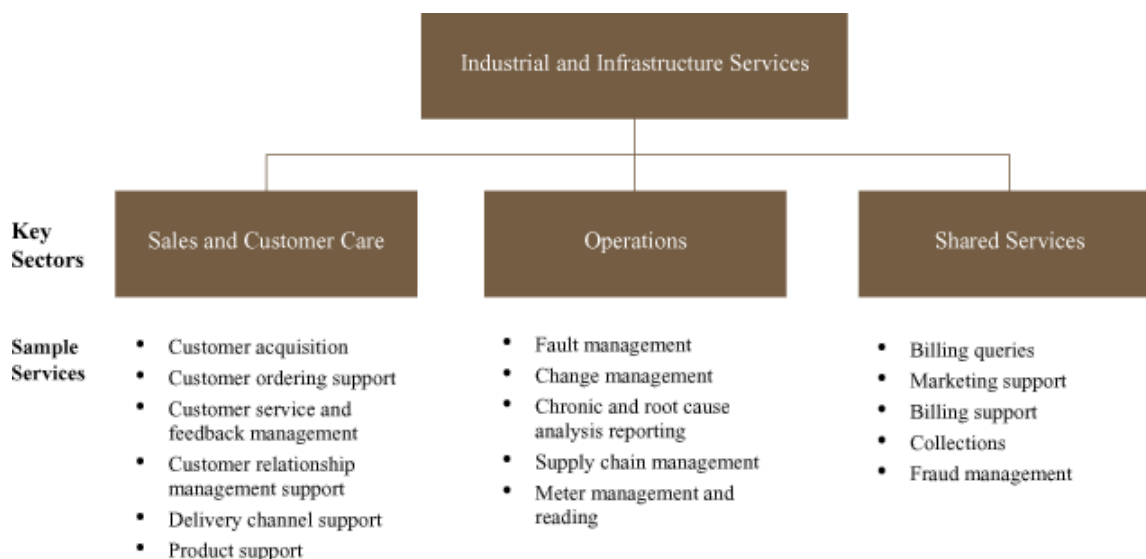 Industrial and Infrastructure Services
Key
Sectors
Sales and Customer Care
Operations
Shared Services
Sample
Services
• Customer acquisition
• Customer ordering support
• Customer service and
feedback management
• Customer relationship
management support
• Delivery channel support
• Product support
• Fault management
• Change management
• Chronic and root cause
analysis reporting
• Supply chain management
• Meter management and
reading
• Billing queries
• Marketing support
• Billing support
• Collections
• Fraud management